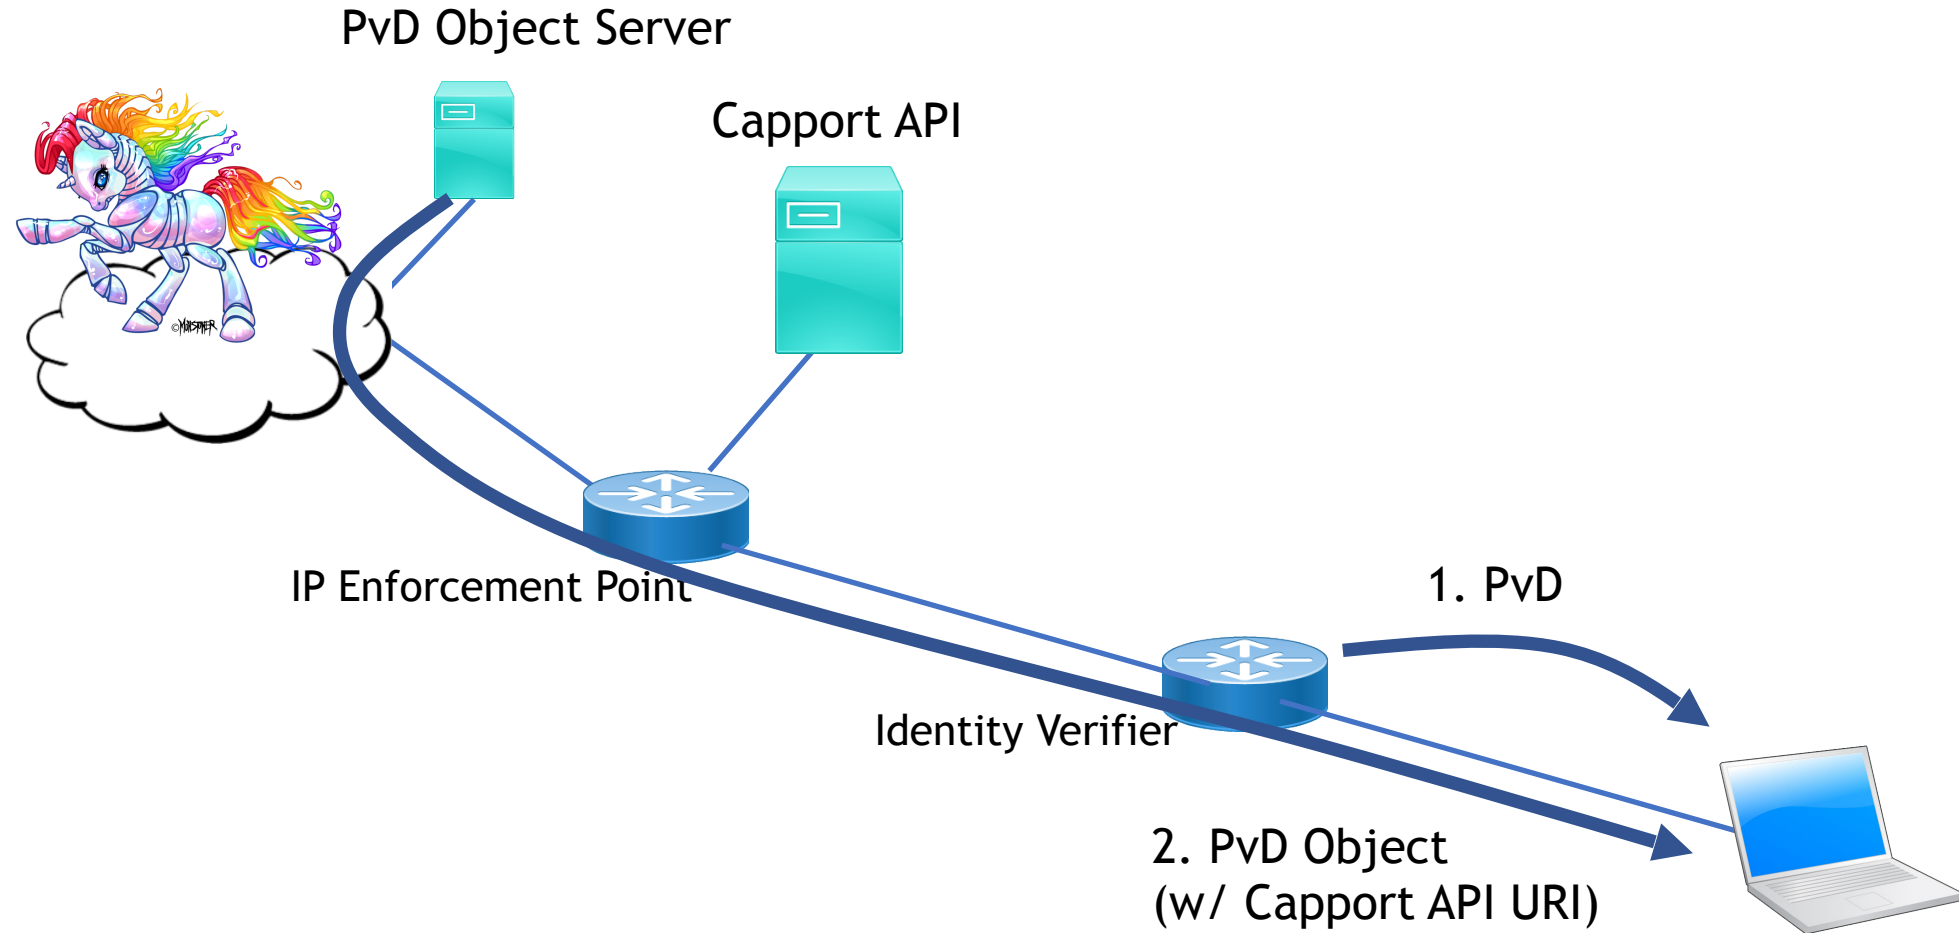 PvD Object Server
Capport API
©
IP Enforcement Point
1. PvD
Identity Verifier
2. PvD Object
(w/ Capport API URI)